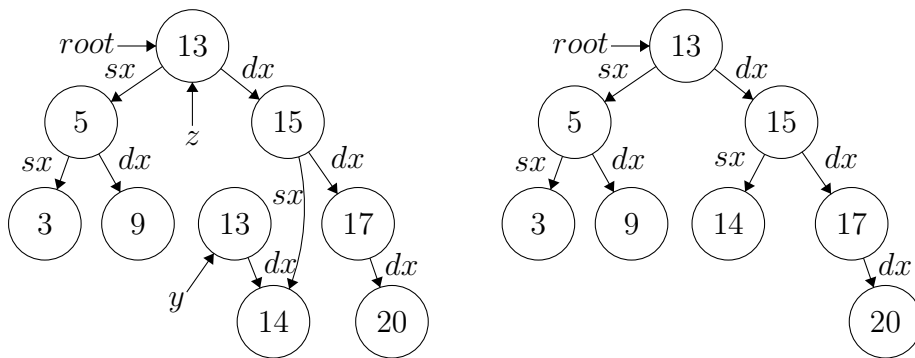 root 13 root 13
sx dx sx dx
5 z 15 5 15
sx dx dx sx dx sx dx
sx
3 9 13 17 3 9 14 17
y dx dx dx
14 20 20